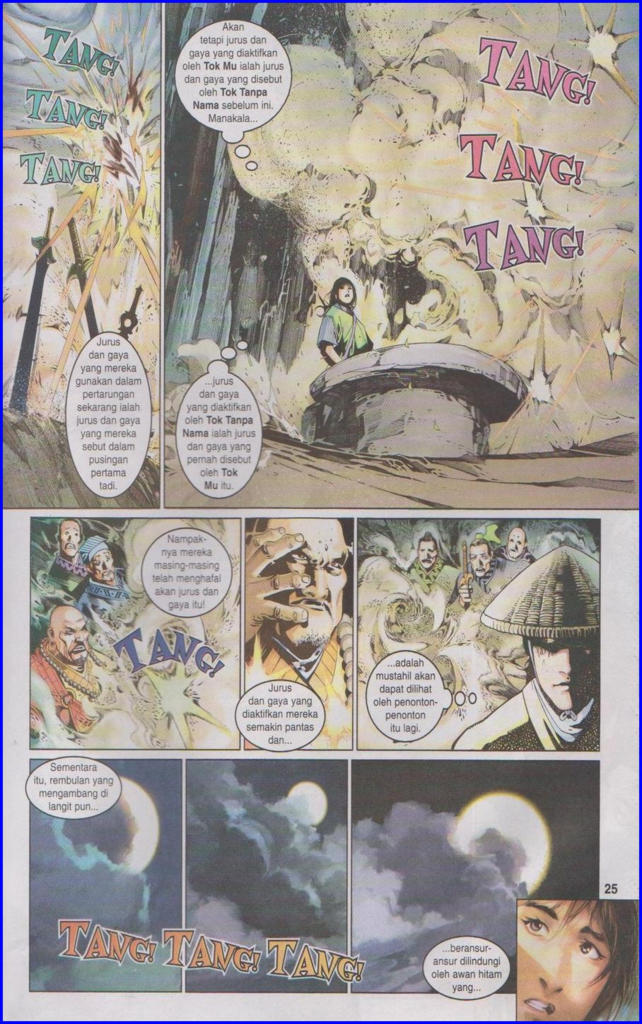 TANG!
TANG!
TANG!
Jurus
dan gaya
yang mereka
gunakan dalam
pertarungan
sekarang ialah
jurus dan gaya
yang mereka
sebut dalam
pusingan
pertama
tadi.
Akan
tetapi jurus dan
gaya yang diaktifkan
oleh Tok Mu ialah jurus
dan gaya yang disebut
oleh Tok Tanpa
Nama sebelum ini.
Manakala...
TANG!
TANG!
TANG!
...jurus
dan gaya
yang diaktifkan
oleh Tok Tanpa
Nama ialah jurus
dan gaya yang
pernah disebut
oleh Tok
Mu itu.
Nampak-
nya mereka
masing-masing
telah menghafal
akan jurus dan
gaya itu!
TANG!
Jurus
dan gaya yang
diaktifkan mereka
semakin pantas
dan...
...adalah
mustahil akan
dapat dilihat
oleh penonton-
penonton
itu lagi.
Sementara
itu, rembulan yang
mengambang di
langit pun...
TANG! TANG! TANG!
...beransur-
ansur dilindungi
oleh awan hitam
yang...
25